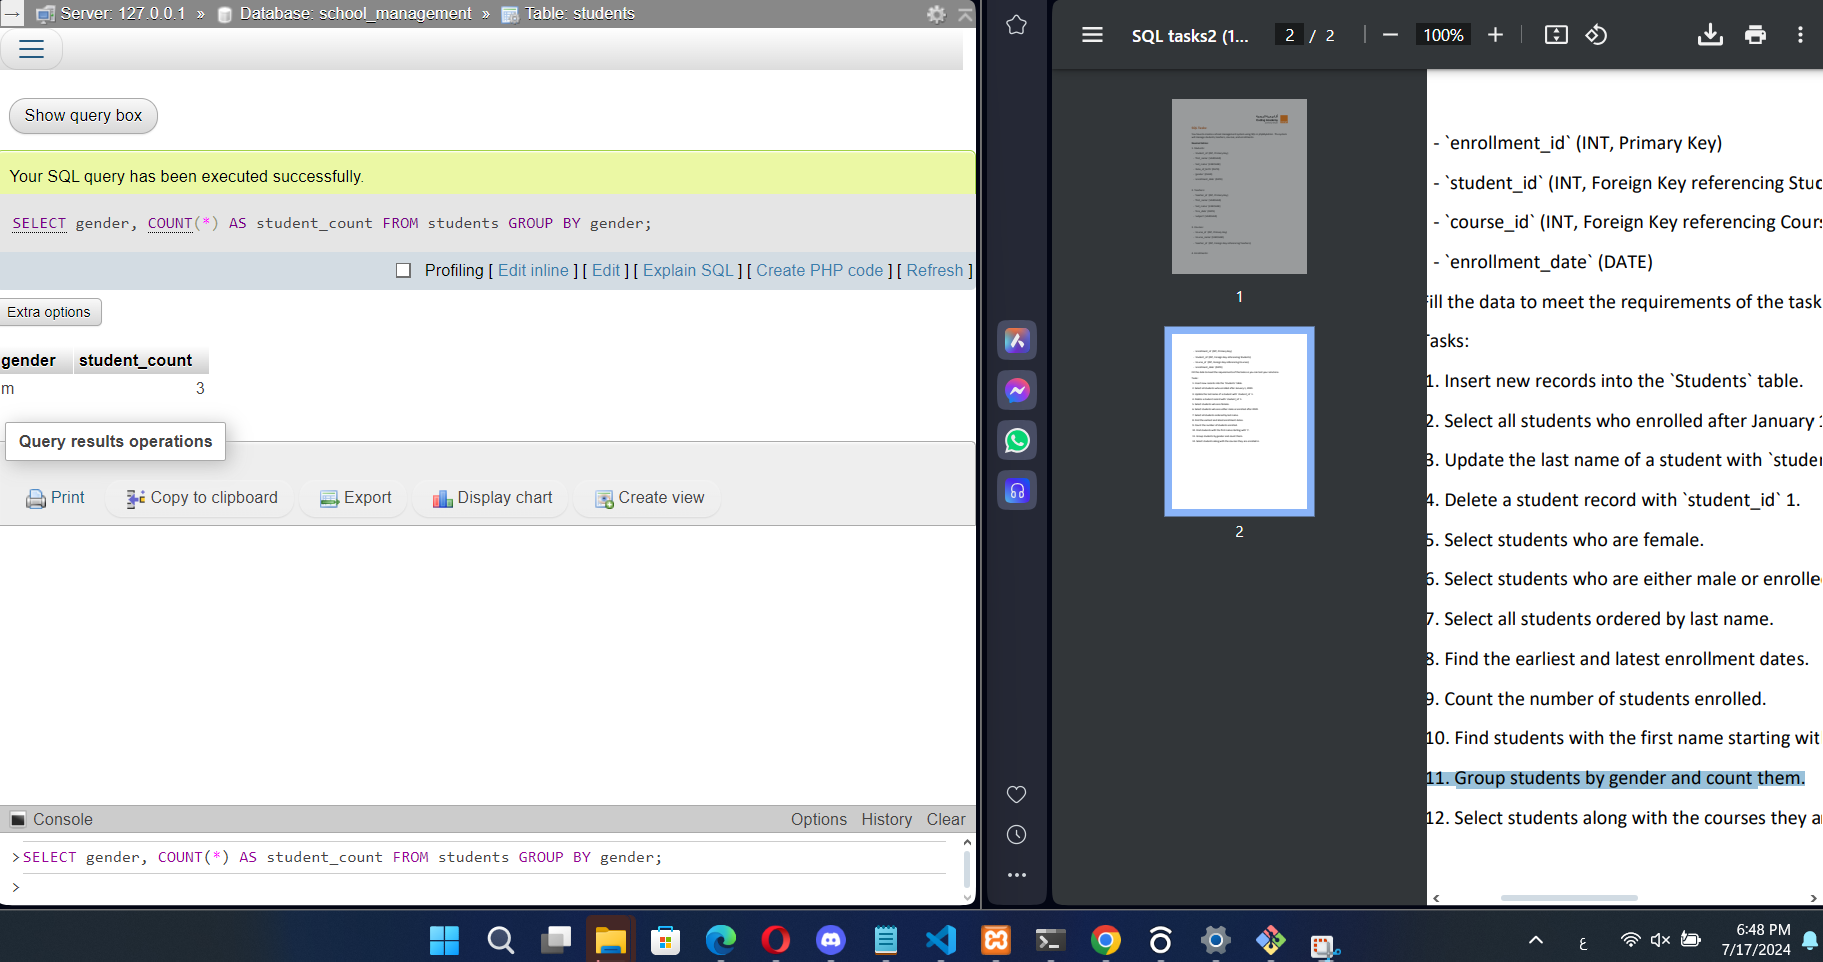 Server: 127.0.0.1 » Database: school_management » Table: students
Show query box
Your SQL query has been executed successfully.
SELECT gender, COUNT(*) AS student_count FROM students GROUP BY gender;
Profiling [ Edit inline ] [ Edit ] [ Explain SQL ] [ Create PHP code ] [ Refresh ]
Extra options
gender student_count
m 3
Query results operations
Print Copy to clipboard Export Display chart Create view
Console Options History Clear
>SELECT gender, COUNT(*) AS student_count FROM students GROUP BY gender;
>
SQL tasks2 (1... 2 / 2 100%
1
2
- `enrollment_id` (INT, Primary Key)
- `student_id` (INT, Foreign Key referencing Stud
- `course_id` (INT, Foreign Key referencing Cours
- `enrollment_date` (DATE)
ill the data to meet the requirements of the task
asks:
1. Insert new records into the `Students` table.
2. Select all students who enrolled after January 1
3. Update the last name of a student with `studen
4. Delete a student record with `student_id` 1.
5. Select students who are female.
6. Select students who are either male or enrolle
7. Select all students ordered by last name.
8. Find the earliest and latest enrollment dates.
9. Count the number of students enrolled.
10. Find students with the first name starting wit
11. Group students by gender and count them.
12. Select students along with the courses they a
ع
6:48 PM
7/17/2024